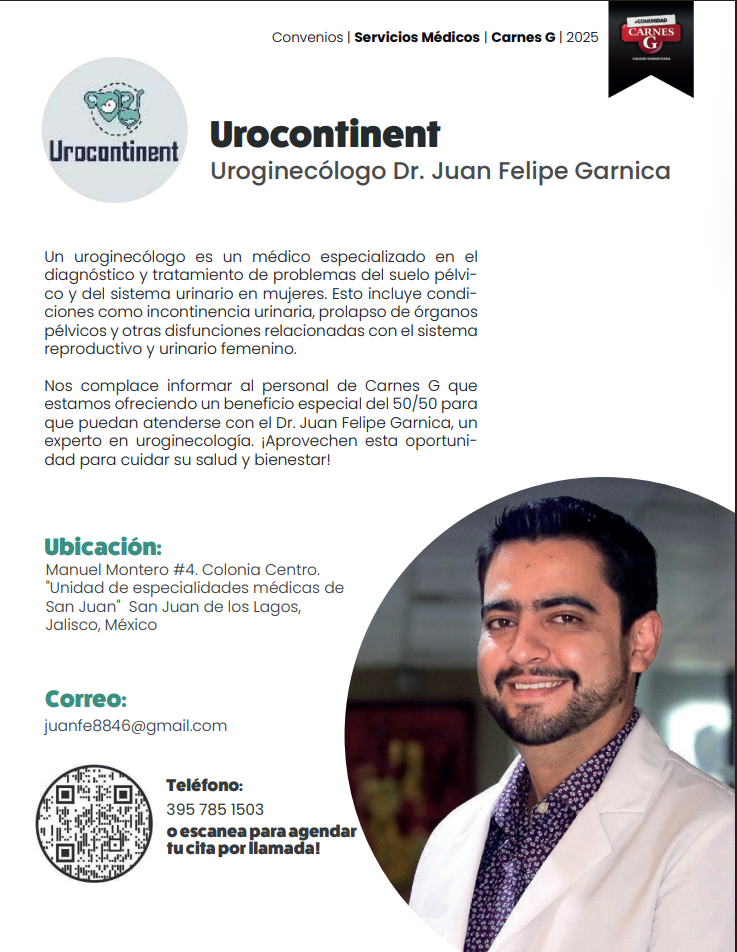 Convenios | Servicios Médicos | Carnes G | 2025
#COMUNIDAD
CARNES
G
CALIDAD GARANTIZADA
Urocontinent
Urocontinent
Uroginecólogo Dr. Juan Felipe Garnica
Un uroginecólogo es un médico especializado en el
diagnóstico y tratamiento de problemas del suelo pélvi-
co y del sistema urinario en mujeres. Esto incluye condi-
ciones como incontinencia urinaria, prolapso de órganos
pélvicos y otras disfunciones relacionadas con el sistema
reproductivo y urinario femenino.
Nos complace informar al personal de Carnes G que
estamos ofreciendo un beneficio especial del 50/50 para
que puedan atenderse con el Dr. Juan Felipe Garnica, un
experto en uroginecología. ¡Aprovechen esta oportuni-
dad para cuidar su salud y bienestar!
Ubicación:
Manuel Montero #4. Colonia Centro.
"Unidad de especialidades médicas de
San Juan" San Juan de los Lagos,
Jalisco, México
Correo:
juanfe8846@gmail.com
Teléfono:
395 785 1503
o escanea para agendar
tu cita por llamada!